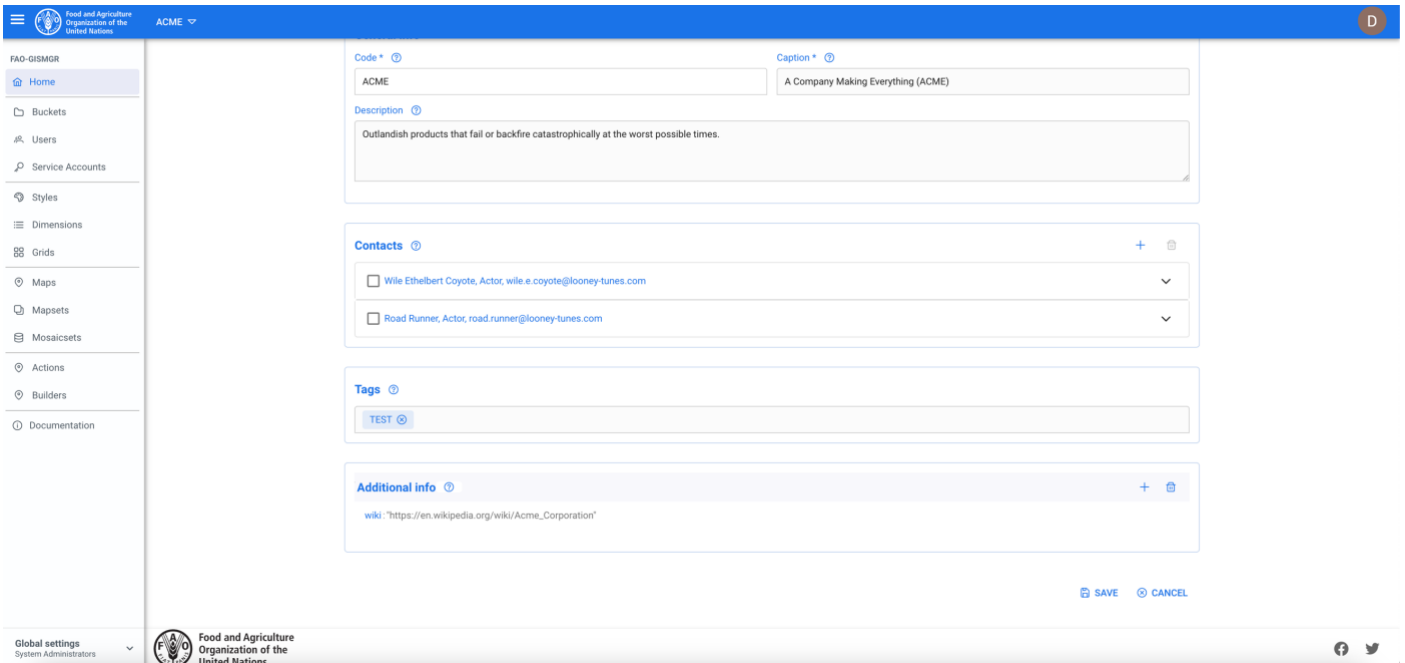 Food and Agriculture
Organization of the
United Nations
ACME
D
FAO-GISMGR
Home
Buckets
Users
Service Accounts
Styles
Dimensions
Grids
Maps
Mapsets
Mosaicsets
Actions
Builders
Documentation
Global settings
System Administrators
Code *
Caption *
ACME
A Company Making Everything (ACME)
Description
Outlandish products that fail or backfire catastrophically at the worst possible times.
Contacts
Wile Ethelbert Coyote, Actor, wile.e.coyote@looney-tunes.com
Road Runner, Actor, road.runner@looney-tunes.com
Tags
TEST
Additional info
wiki : "https://en.wikipedia.org/wiki/Acme_Corporation"
SAVE
CANCEL
Food and Agriculture
Organization of the
United Nations